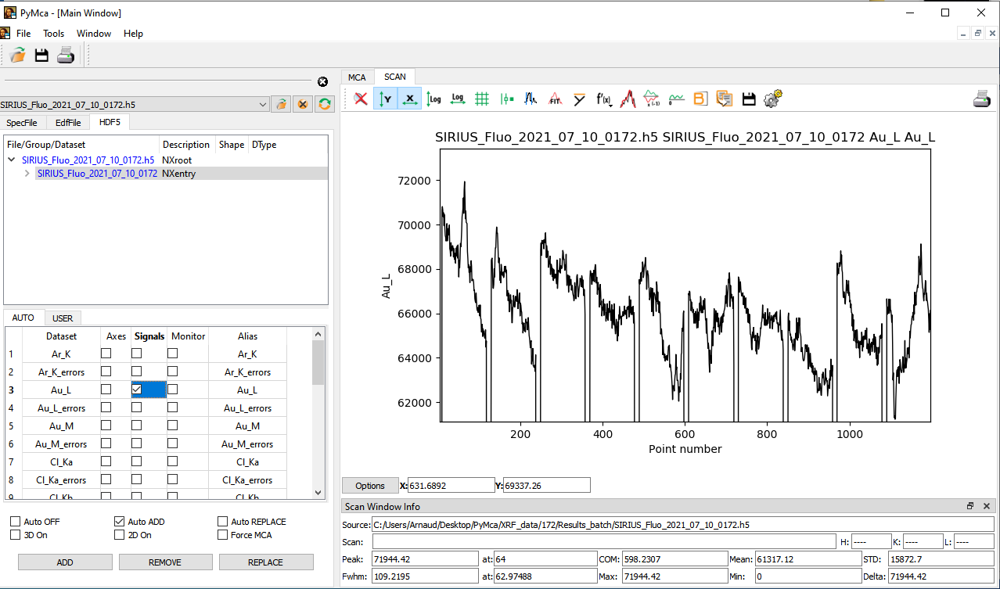 PyMca - [Main Window]
File Tools Window Help
SIRIUS_Fluo_2021_07_10_0172.h5
SpecFile EdfFile HDF5
File/Group/Dataset Description Shape DType
SIRIUS_Fluo_2021_07_10_0172.h5 NXroot
SIRIUS_Fluo_2021_07_10_0172 NXentry
AUTO USER
Dataset Axes Signals Monitor Alias
1 Ar_K Ar_K
2 Ar_K_errors Ar_K_errors
3 Au_L Au_L
4 Au_L_errors Au_L_errors
5 Au_M Au_M
6 Au_M_errors Au_M_errors
7 Cl_Ka Cl_Ka
8 Cl_Ka_errors Cl_Ka_errors
9 Cl_Kb Cl_Kb
Auto OFF Auto ADD Auto REPLACE
3D On 2D On Force MCA
ADD REMOVE REPLACE
MCA SCAN
Y X Log Log FIT f'(x) x(-1) 0 B
SIRIUS_Fluo_2021_07_10_0172.h5 SIRIUS_Fluo_2021_07_10_0172 Au_L Au_L
72000
70000
68000
66000
64000
62000
Au_L
200 400 600 800 1000
Point number
Options X: 631.6892 Y: 69337.26
Scan Window Info
Source: C:/Users/Arnaud/Desktop/PyMca/XRF_data/172/Results_batch/SIRIUS_Fluo_2021_07_10_0172.h5
Scan: H: ---- K: ---- L: ----
Peak: 71944.42 at: 64 COM: 598.2307 Mean: 61317.12 STD: 15872.7
Fwhm: 109.2195 at: 62.97488 Max: 71944.42 Min: 0 Delta: 71944.42